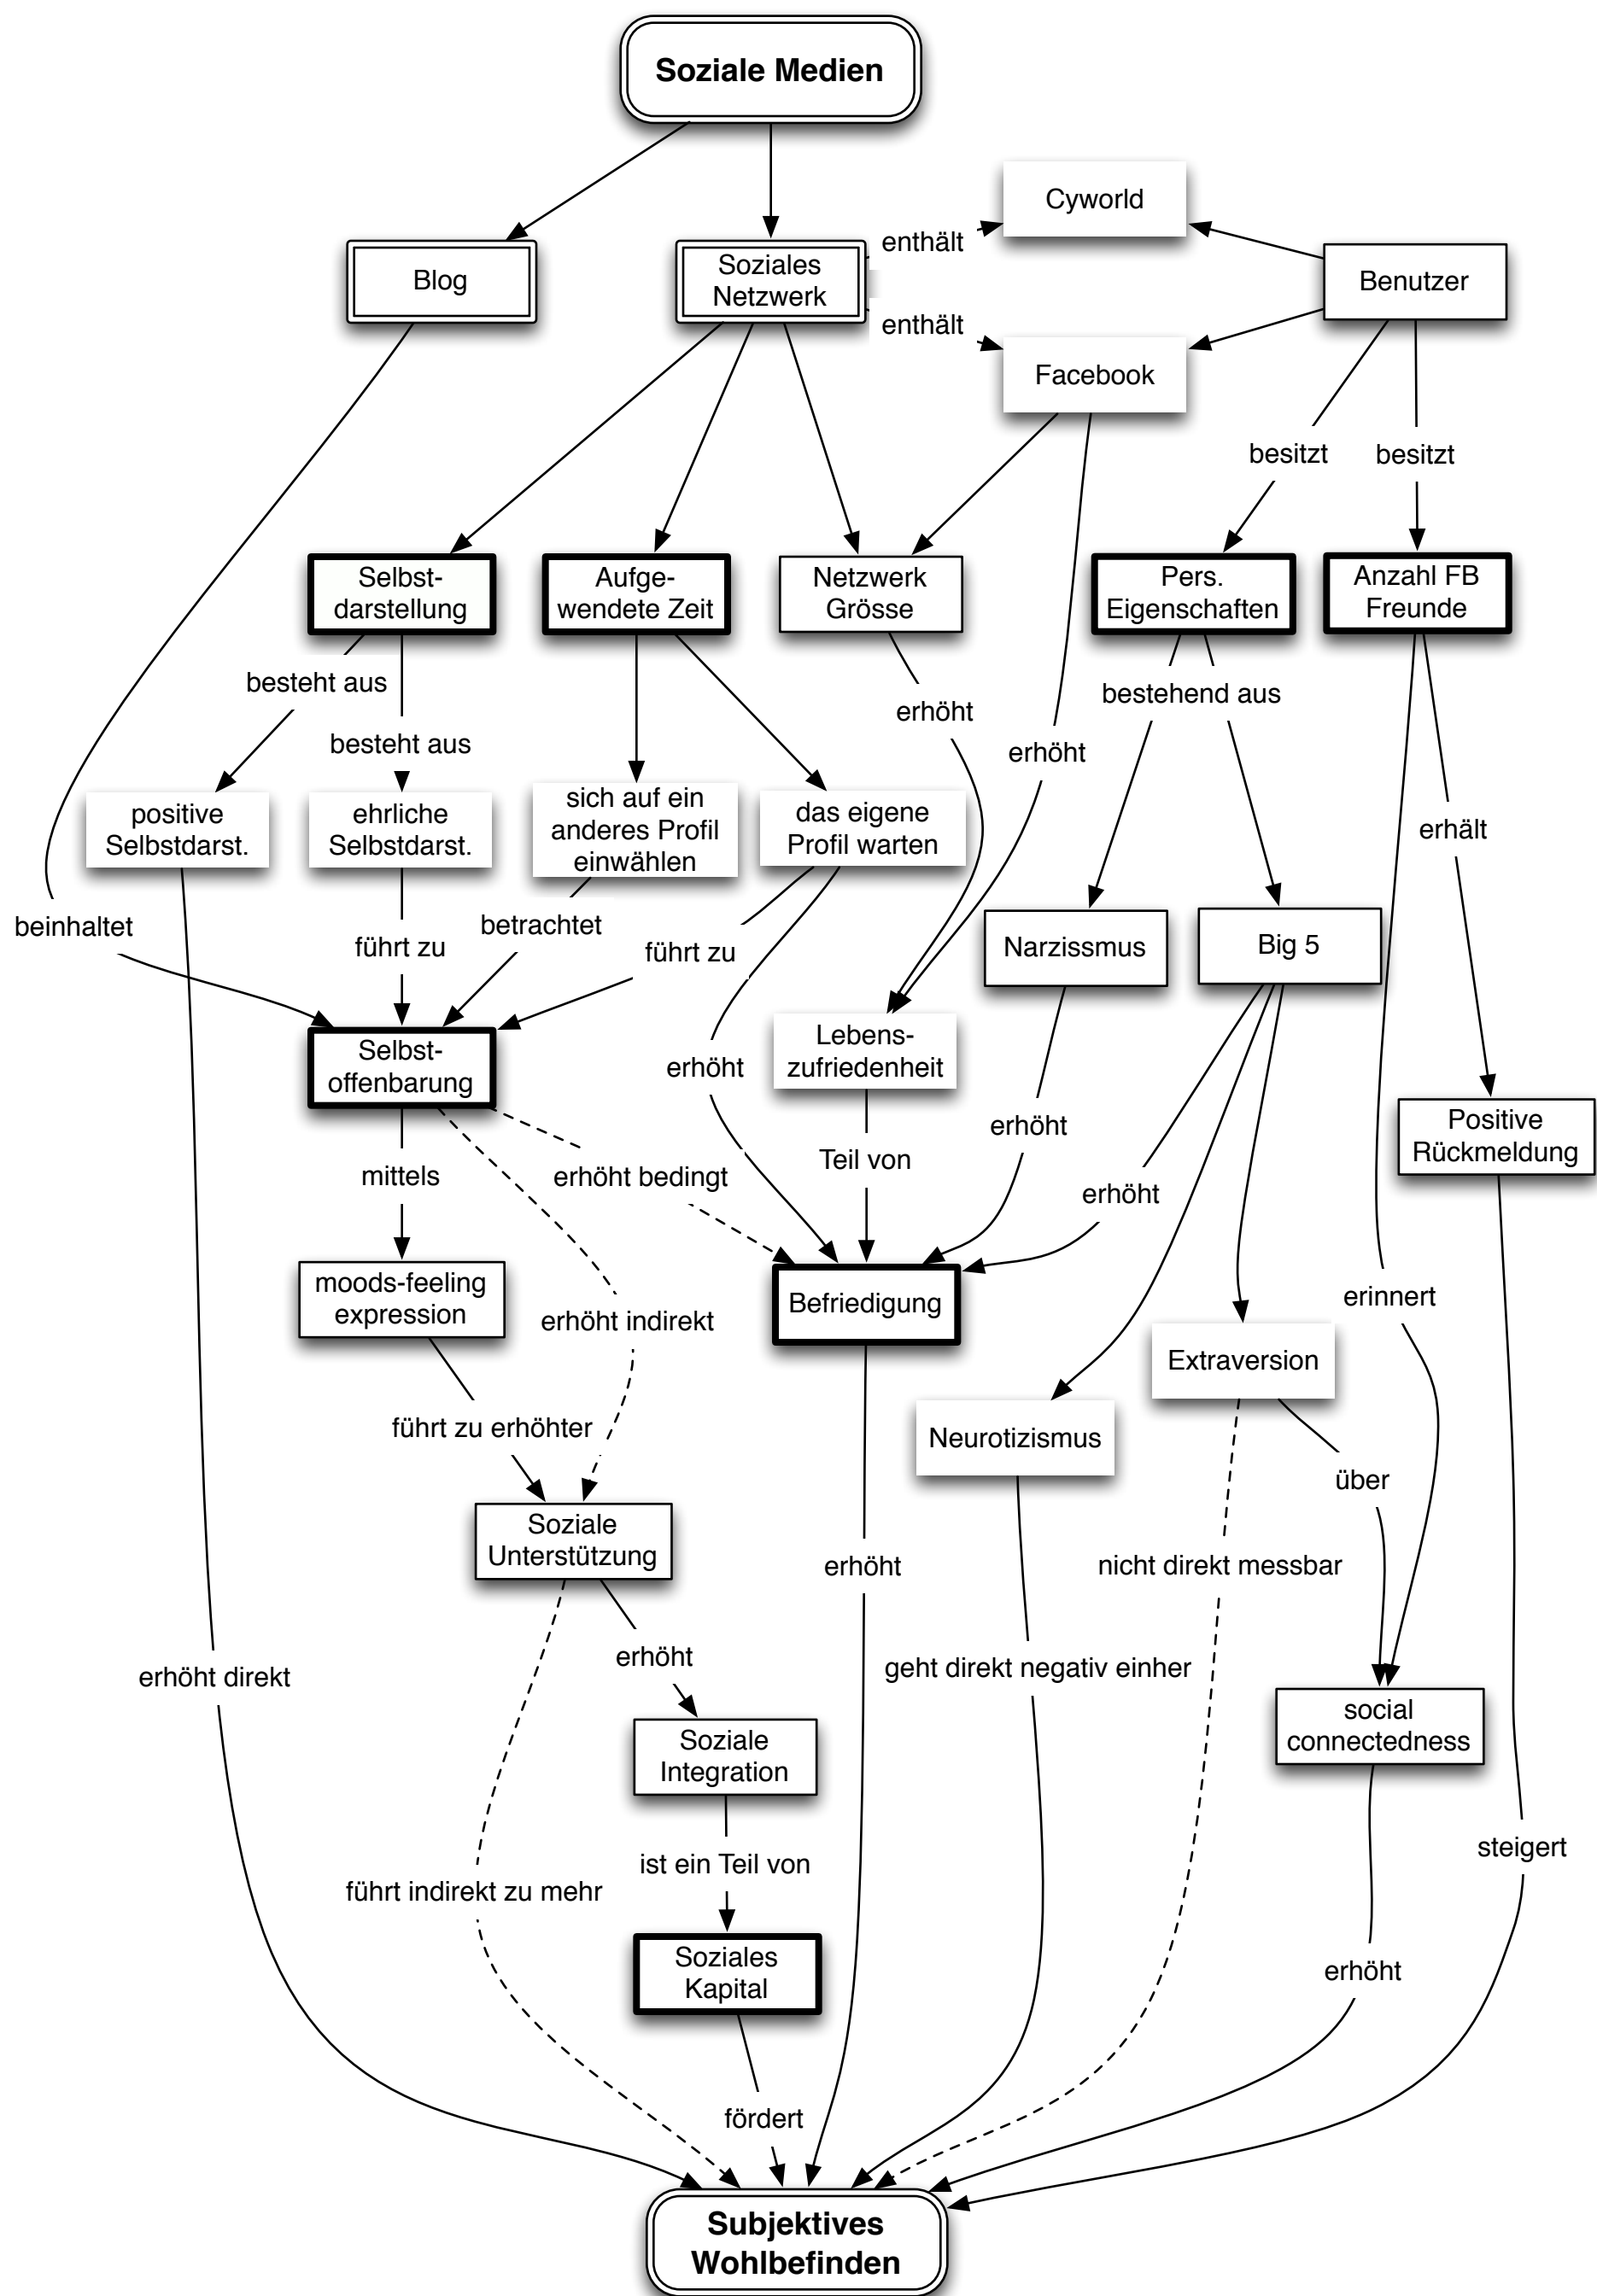 Soziale Medien
Cyworld
enthält
Blog
Soziales
Netzwerk
Benutzer
enthält
Facebook
besitzt
besitzt
Selbst-
darstellung
Aufge-
wendete Zeit
Netzwerk
Grösse
Pers.
Eigenschaften
Anzahl FB
Freunde
besteht aus
bestehend aus
erhöht
besteht aus
erhöht
positive
Selbstdarst.
ehrliche
Selbstdarst.
sich auf ein
anderes Profil
einwählen
das eigene
Profil warten
erhält
beinhaltet
betrachtet
führt zu
führt zu
Narzissmus
Big 5
Selbst-
offenbarung
erhöht
Lebens-
zufriedenheit
erhöht
Positive
Rückmeldung
mittels
erhöht bedingt
Teil von
erhöht
moods-feeling
expression
erhöht indirekt
Befriedigung
erinnert
Extraversion
führt zu erhöhter
Neurotizismus
über
Soziale
Unterstützung
erhöht
nicht direkt messbar
erhöht
erhöht direkt
geht direkt negativ einher
social
connectedness
Soziale
Integration
ist ein Teil von
steigert
führt indirekt zu mehr
Soziales
Kapital
erhöht
fördert
Subjektives
Wohlbefinden